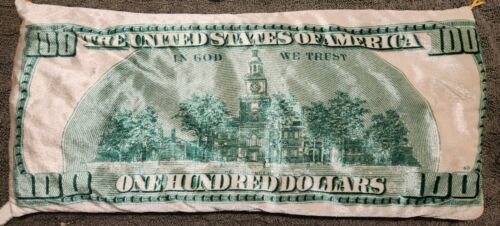 100 THE UNITED STATES OF AMERICA 100
IN GOD WE TRUST
100 ONE HUNDRED DOLLARS 100